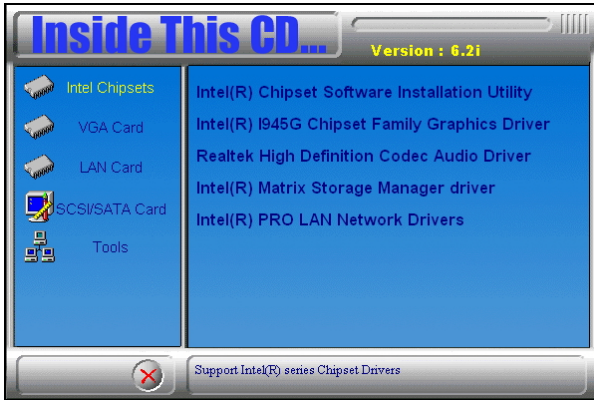 Inside This CD...
Version : 6.2i
Intel Chipsets
VGA Card
LAN Card
SCSI/SATA Card
Tools
Intel(R) Chipset Software Installation Utility
Intel(R) I945G Chipset Family Graphics Driver
Realtek High Definition Codec Audio Driver
Intel(R) Matrix Storage Manager driver
Intel(R) PRO LAN Network Drivers
Support Intel(R) series Chipset Drivers